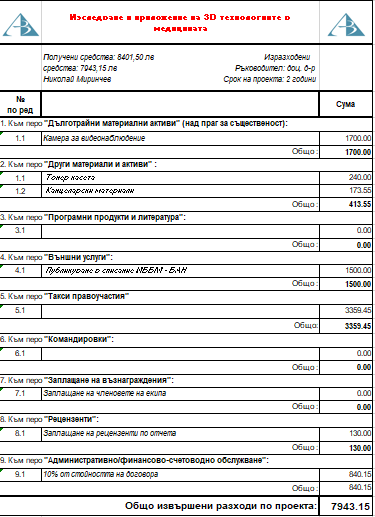 Изследване и приложение на 3D технологиите в
медицината
Получени средства: 8401,50 лв Изразходени
средства: 7943,15 лв Ръководител: доц. д-р
Николай Миринчев Срок на проекта: 2 години
№
по ред Сума
1. Към перо "Дълготрайни материални активи" (над праг за същественост):
1.1 Камера за видеонаблюдение 1700.00
Общо : 1700.00
2. Към перо "Други материали и активи" :
1.1 Тонер касета 240.00
1.2 Канцеларски материали 173.55
Общо : 413.55
3. Към перо "Програмни продукти и литература":
3.1 0.00
Общо : 0.00
4. Към перо "Външни услуги":
4.1 Публикуване в списание ИББМ - БАН 1500.00
Общо : 1500.00
5. Към перо "Такси правоучастия"
5.1 3359.45
Общо: 3359.45
6. Към перо "Командировки":
6.1 0.00
Общо : 0.00
7. Към перо "Заплащане на възнаграждения":
7.1 Заплащане на членовете на екипа 0.00
Общо : 0.00
8. Към перо "Рецензенти":
8.1 Заплащане на рецензенти по отчета 130.00
Общо : 130.00
9. Към перо "Административно/финансово-счетоводно обслужване":
9.1 10% от стойността на договора 840.15
Общо : 840.15
Общо извършени разходи по проекта: 7943.15